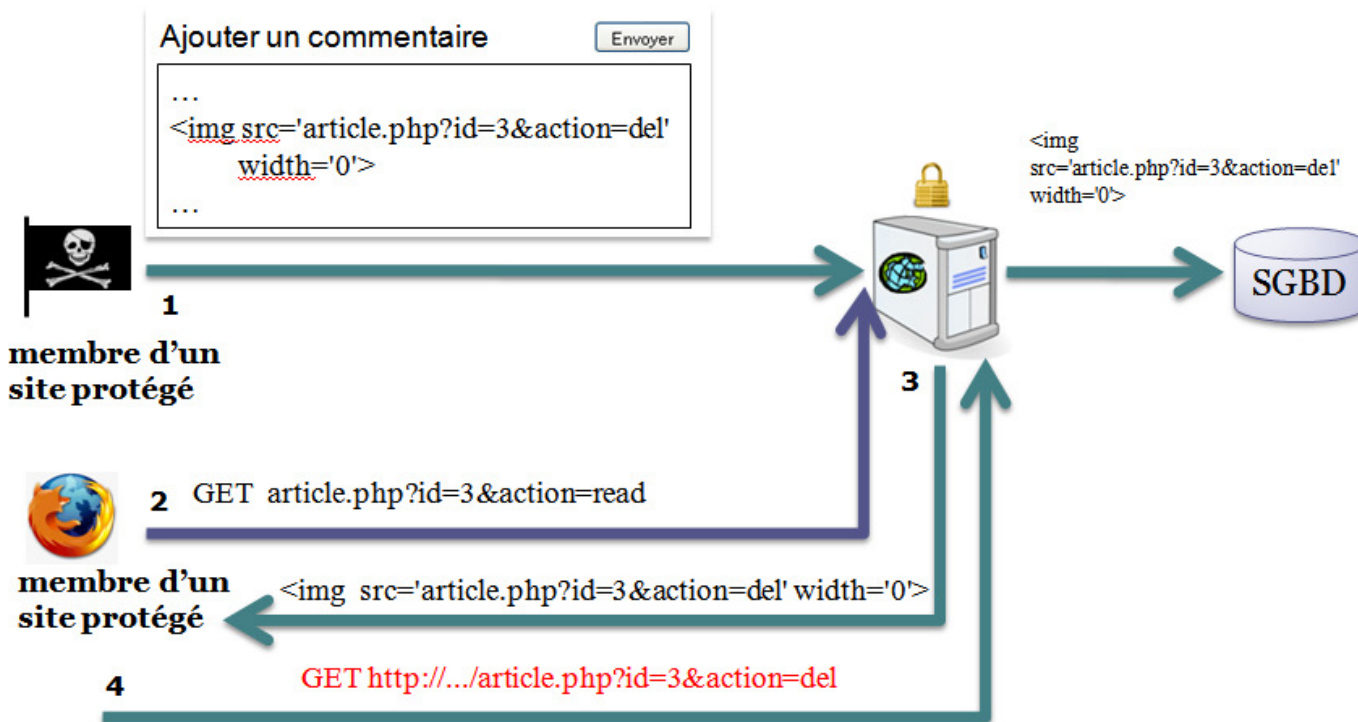 Ajouter un commentaire
Envoyer
…
<img src='article.php?id=3&action=del'
width='0'>
…
<img
src='article.php?id=3&action=del'
width='0'>
SGBD
1
membre d’un
site protégé
3
2 GET article.php?id=3&action=read
membre d’un
site protégé
<img src='article.php?id=3&action=del' width='0'>
4
GET http://.../article.php?id=3&action=del